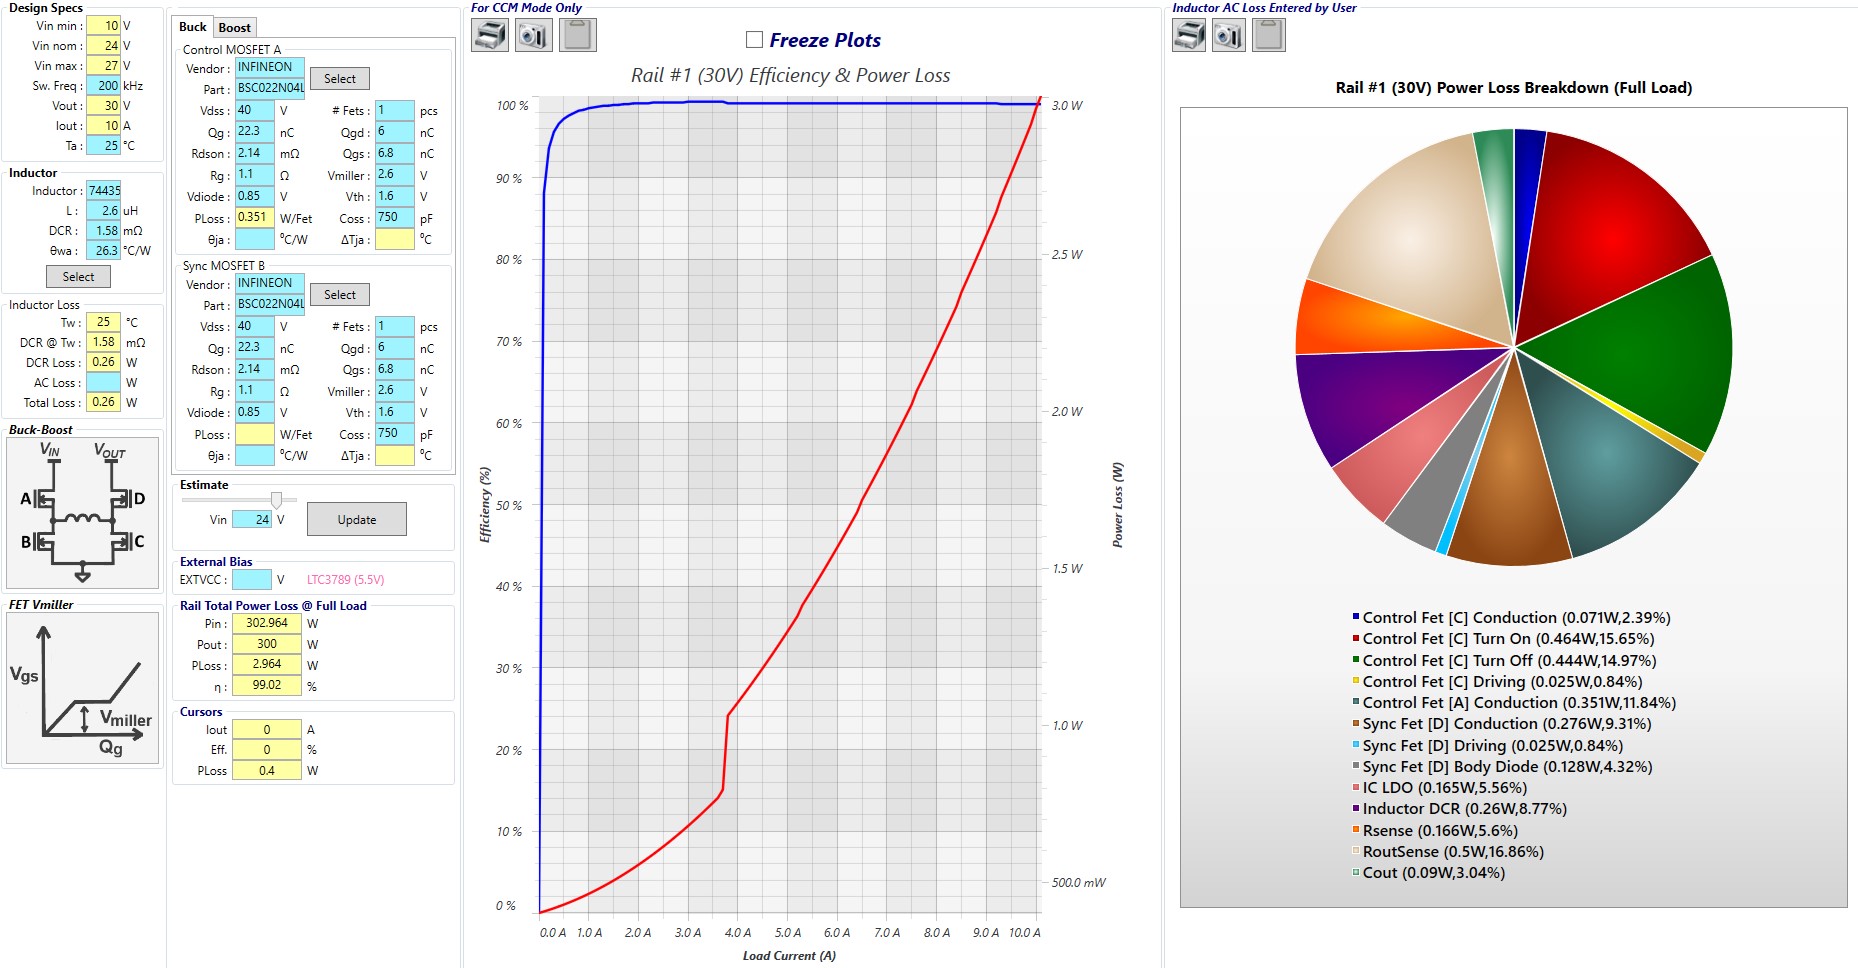 Design Specs
Vin min : 10 V
Vin nom : 24 V
Vin max : 27 V
Sw. Freq : 200 kHz
Vout : 30 V
Iout : 10 A
Ta : 25 °C
Inductor
Inductor : 74435
L : 2.6 uH
DCR : 1.58 mΩ
θwa : 26.3 °C/W
Select
Inductor Loss
Tw : 25 °C
DCR @ Tw : 1.58 mΩ
DCR Loss : 0.26 W
AC Loss : W
Total Loss : 0.26 W
Buck-Boost
VIN VOUT
A D
B C
FET Vmiller
Vgs
Vmiller
Qg
Buck Boost
Control MOSFET A
Vendor : INFINEON
Part : BSC022N04L
Select
Vdss : 40 V # Fets : 1 pcs
Qg : 22.3 nC Qgd : 6 nC
Rdson : 2.14 mΩ Qgs : 6.8 nC
Rg : 1.1 Ω Vmiller : 2.6 V
Vdiode : 0.85 V Vth : 1.6 V
PLoss : 0.351 W/Fet Coss : 750 pF
θja : °C/W ΔTja : °C
Sync MOSFET B
Vendor : INFINEON
Part : BSC022N04L
Select
Vdss : 40 V # Fets : 1 pcs
Qg : 22.3 nC Qgd : 6 nC
Rdson : 2.14 mΩ Qgs : 6.8 nC
Rg : 1.1 Ω Vmiller : 2.6 V
Vdiode : 0.85 V Vth : 1.6 V
PLoss : W/Fet Coss : 750 pF
θja : °C/W ΔTja : °C
Estimate
Vin 24 V
Update
External Bias
EXTVCC : V LTC3789 (5.5V)
Rail Total Power Loss @ Full Load
Pin : 302.964 W
Pout : 300 W
PLoss : 2.964 W
η : 99.02 %
Cursors
Iout 0 A
Eff. 0 %
PLoss 0.4 W
For CCM Mode Only
Freeze Plots
Rail #1 (30V) Efficiency & Power Loss
100 %
90 %
80 %
70 %
60 %
50 %
40 %
30 %
20 %
10 %
0 %
Efficiency (%)
3.0 W
2.5 W
2.0 W
1.5 W
1.0 W
500.0 mW
Power Loss (W)
0.0 A 1.0 A 2.0 A 3.0 A 4.0 A 5.0 A 6.0 A 7.0 A 8.0 A 9.0 A 10.0 A
Load Current (A)
Inductor AC Loss Entered by User
Rail #1 (30V) Power Loss Breakdown (Full Load)
Control Fet [C] Conduction (0.071W,2.39%)
Control Fet [C] Turn On (0.464W,15.65%)
Control Fet [C] Turn Off (0.444W,14.97%)
Control Fet [C] Driving (0.025W,0.84%)
Control Fet [A] Conduction (0.351W,11.84%)
Sync Fet [D] Conduction (0.276W,9.31%)
Sync Fet [D] Driving (0.025W,0.84%)
Sync Fet [D] Body Diode (0.128W,4.32%)
IC LDO (0.165W,5.56%)
Inductor DCR (0.26W,8.77%)
Rsense (0.166W,5.6%)
RoutSense (0.5W,16.86%)
Cout (0.09W,3.04%)